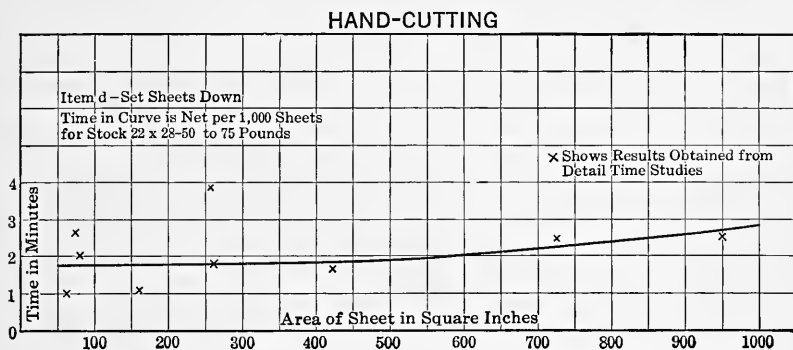 HAND-CUTTING
Item d-Set Sheets Down
Time in Curve is Net per 1,000 Sheets
for Stock 22 x 28-50 to 75 Pounds
x Shows Results Obtained from
Detail Time Studies
Time in Minutes
4
3
2
1
0
Area of Sheet in Square Inches
100 200 300 400 500 600 700 800 900 1000